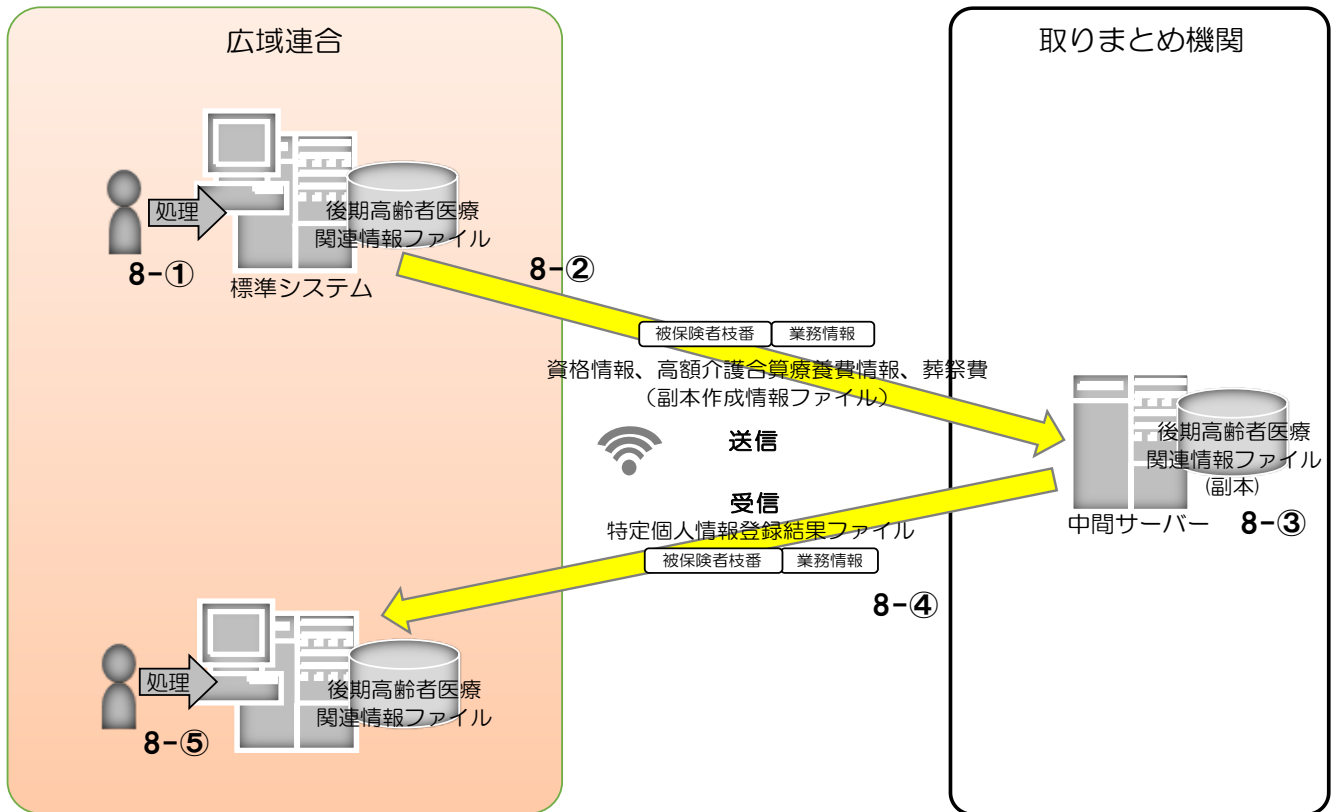 広域連合
取りまとめ機関
処理
後期高齢者医療
関連情報ファイル
8-①
標準システム
8-②
被保険者枝番
業務情報
資格情報、高額介護合算療養費情報、葬祭費
(副本作成情報ファイル)
送信
後期高齢者医療
関連情報ファイル
(副本)
中間サーバー
8-③
受信
特定個人情報登録結果ファイル
被保険者枝番
業務情報
8-④
処理
後期高齢者医療
関連情報ファイル
8-⑤